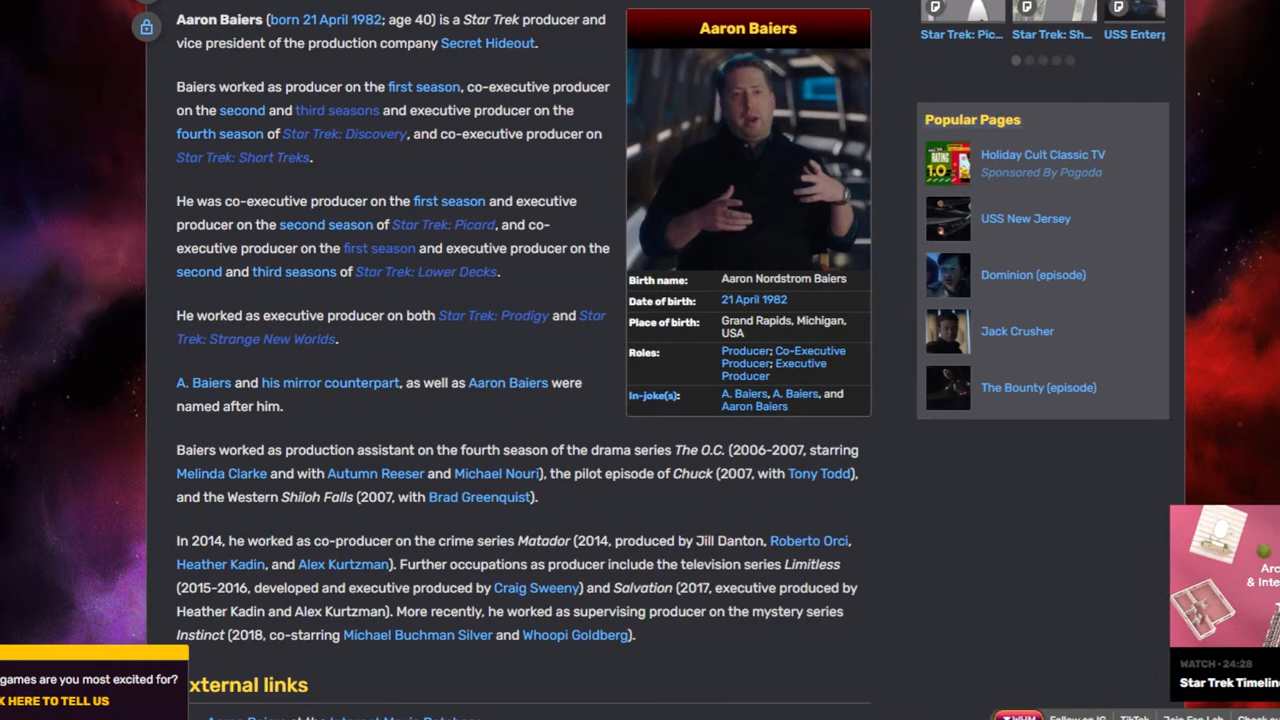 Aaron Baiers (born 21 April 1982; age 40) is a Star Trek producer and
vice president of the production company Secret Hideout.
Baiers worked as producer on the first season, co-executive producer
on the second and third seasons and executive producer on the
fourth season of Star Trek: Discovery, and co-executive producer on
Star Trek: Short Treks.
He was co-executive producer on the first season and executive
producer on the second season of Star Trek: Picard, and co-
executive producer on the first season and executive producer on the
second and third seasons of Star Trek: Lower Decks.
He worked as executive producer on both Star Trek: Prodigy and Star
Trek: Strange New Worlds.
A. Baiers and his mirror counterpart, as well as Aaron Baiers were
named after him.
Aaron Baiers
Birth name: Aaron Nordstrom Baiers
Date of birth: 21 April 1982
Place of birth: Grand Rapids, Michigan,
USA
Roles: Producer; Co-Executive
Producer; Executive
Producer
In-joke(s): A. Baiers, A. Baiers, and
Aaron Baiers
Baiers worked as production assistant on the fourth season of the drama series The O.C. (2006-2007, starring
Melinda Clarke and with Autumn Reeser and Michael Nouri), the pilot episode of Chuck (2007, with Tony Todd),
and the Western Shiloh Falls (2007, with Brad Greenquist).
In 2014, he worked as co-producer on the crime series Matador (2014, produced by Jill Danton, Roberto Orci,
Heather Kadin, and Alex Kurtzman). Further occupations as producer include the television series Limitless
(2015-2016, developed and executive produced by Craig Sweeny) and Salvation (2017, executive produced by
Heather Kadin and Alex Kurtzman). More recently, he worked as supervising producer on the mystery series
Instinct (2018, co-starring Michael Buchman Silver and Whoopi Goldberg).
xternal links
Star Trek: Pic... Star Trek: Sh... USS Enterp
Popular Pages
RATING
1.0
Holiday Cult Classic TV
Sponsored By Pagoda
USS New Jersey
Dominion (episode)
Jack Crusher
The Bounty (episode)
games are you most excited for?
K HERE TO TELL US
Arc
& Inte
WATCH • 24:28
Star Trek Timelin